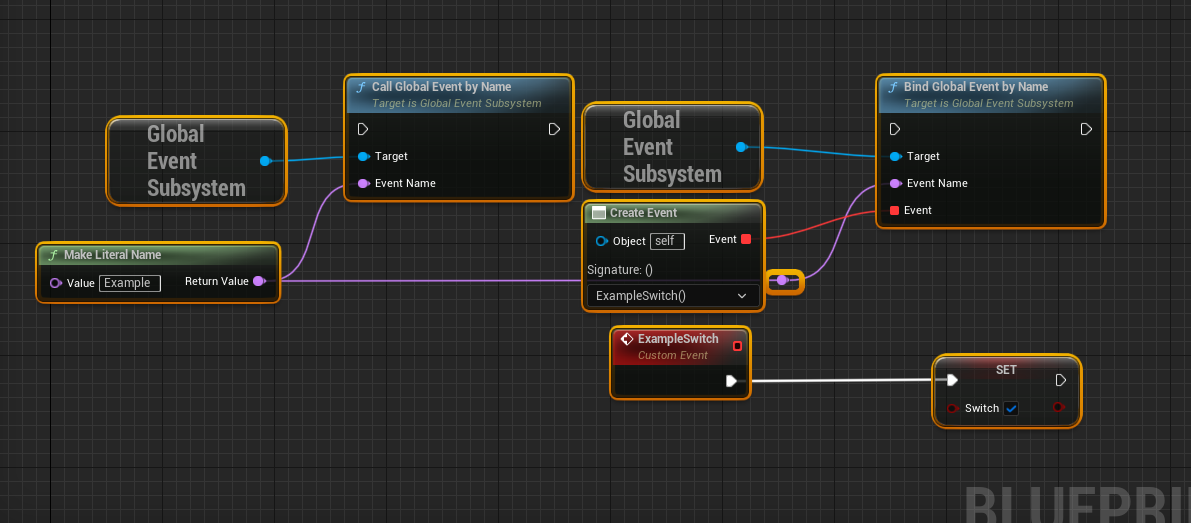 Call Global Event by Name
Target is Global Event Subsystem
Target
Event Name
Global
Event
Subsystem
Make Literal Name
Value Example Return Value
Global
Event
Subsystem
Bind Global Event by Name
Target is Global Event Subsystem
Target
Event Name
Event
Create Event
Object self Event
Signature: ()
ExampleSwitch()
ExampleSwitch
Custom Event
SET
Switch